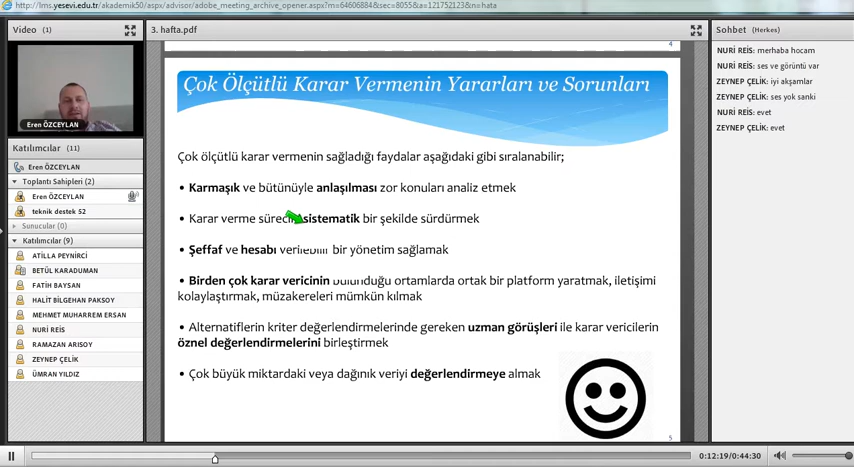 http://lms.yesevi.edu.tr/akademik50/aspx/advisor/adobe_meeting_archive_opener.aspx?m=64606884&sec=8055&ia=121752123&n=hata
Video (1)
Eren ÖZCEYLAN
Katılımcılar (11)
Eren ÖZCEYLAN
Toplantı Sahipleri (2)
Eren ÖZCEYLAN
teknik destek 52
Sunucular (0)
Katılımcılar (9)
ATİLLA PEYNİRCİ
BETÜL KARADUMAN
FATİH BAYSAN
HALİT BİLGEHAN PAKSOY
MEHMET MUHARREM ERSAN
NURİ REİS
RAMAZAN ARISOY
ZEYNEP ÇELİK
ÜMRAN YILDIZ
3. hafta.pdf
4
Çok Ölçütlü Karar Vermenin Yararları ve Sorunları
Çok ölçütlü karar vermenin sağladığı faydalar aşağıdaki gibi sıralanabilir;
• Karmaşık ve bütünüyle anlaşılması zor konuları analiz etmek
• Karar verme sürecini sistematik bir şekilde sürdürmek
• Şeffaf ve hesabı verilebilir bir yönetim sağlamak
• Birden çok karar vericinin bulunduğu ortamlarda ortak bir platform yaratmak, iletişimi
kolaylaştırmak, müzakereleri mümkün kılmak
• Alternatiflerin kriter değerlendirmelerinde gereken uzman görüşleri ile karar vericilerin
öznel değerlendirmelerini birleştirmek
• Çok büyük miktardaki veya dağınık veriyi değerlendirmeye almak
5
Sohbet (Herkes)
NURİ REİS: merhaba hocam
NURİ REİS: ses ve görüntü var
ZEYNEP ÇELİK: iyi akşamlar
ZEYNEP ÇELİK: ses yok sanki
NURİ REİS: evet
ZEYNEP ÇELİK: evet
0:12:19/0:44:30